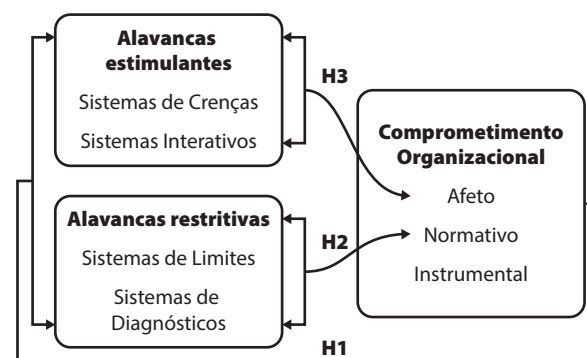 Alavancas
estimulantes
Sistemas de Crenças
Sistemas Interativos
H3
Comprometimento
Organizacional
Afeto
Normativo
Instrumental
Alavancas restritivas
Sistemas de Limites
Sistemas de
Diagnósticos
H2
H1